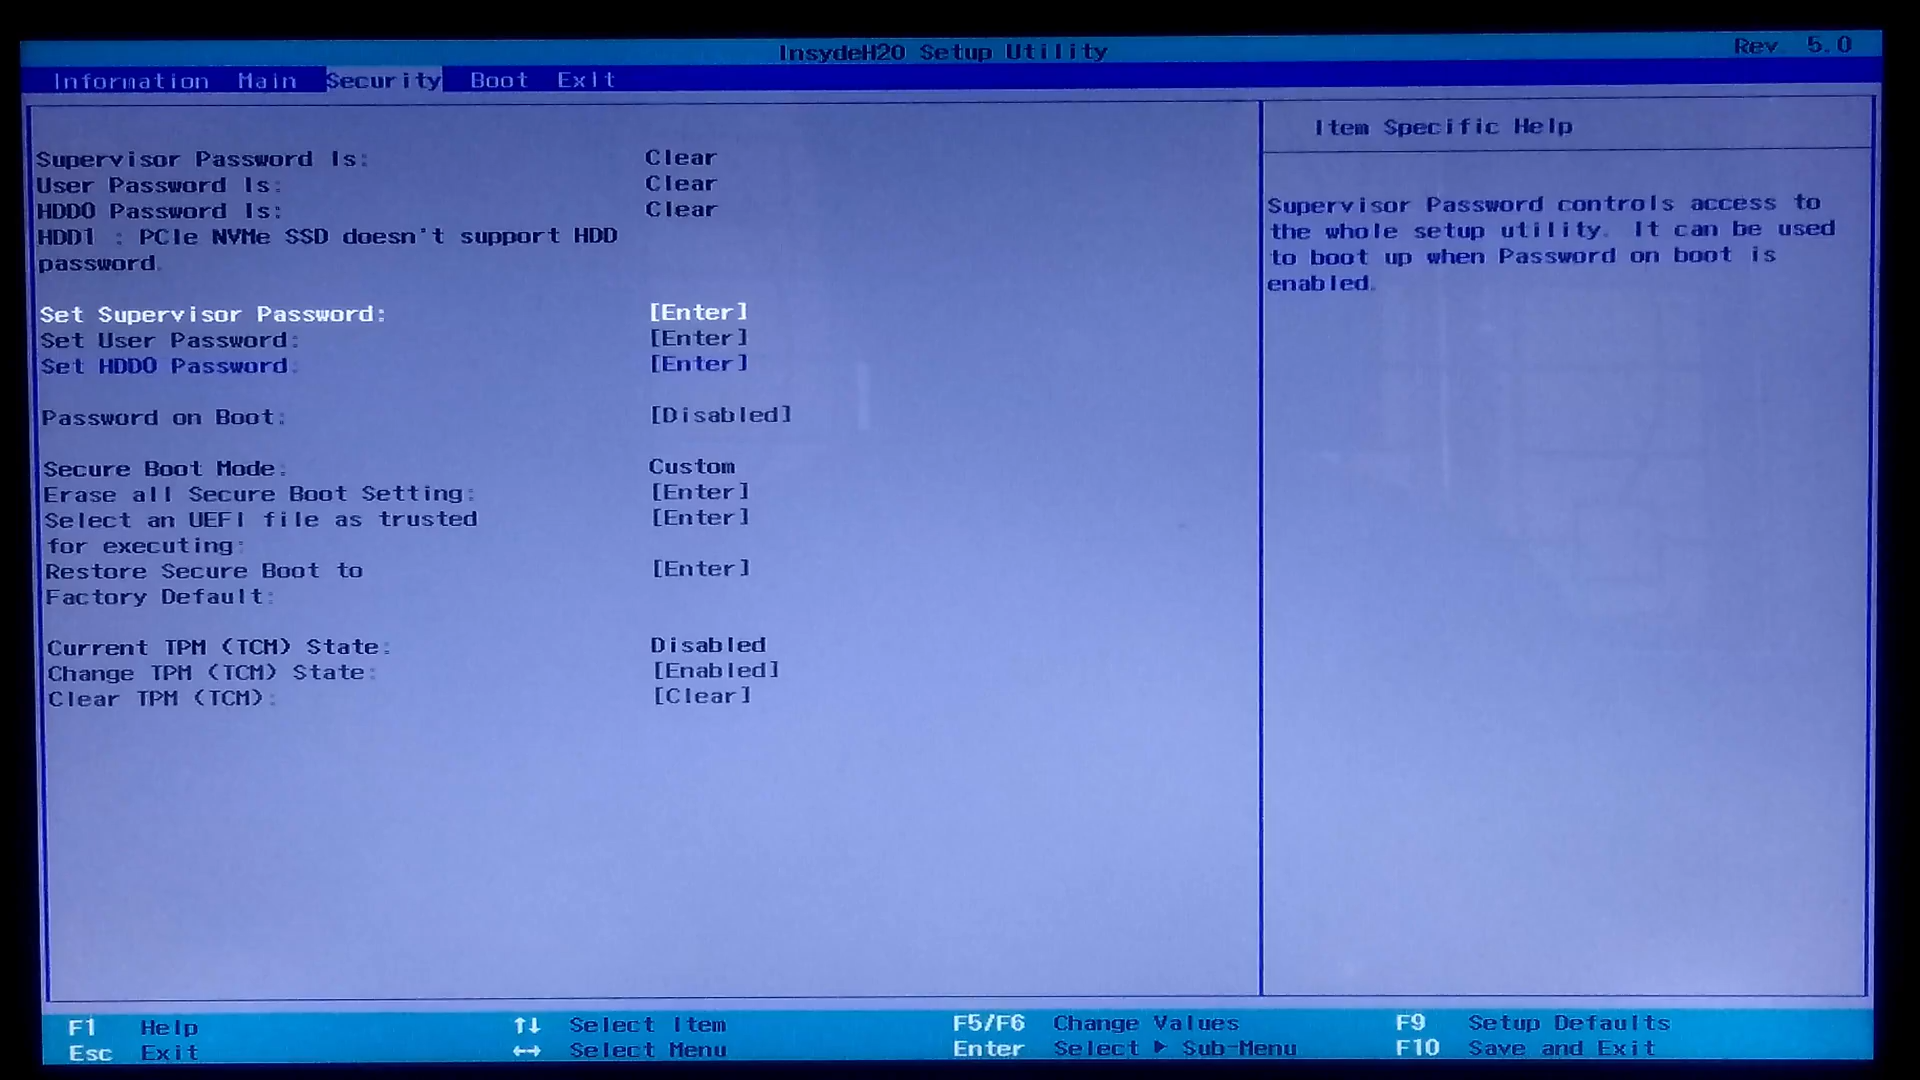 InsydeH20 Setup Utility Rev. 5.0
Information Main Security Boot Exit
Item Specific Help
Supervisor Password Is: Clear
User Password Is: Clear
HDD0 Password Is: Clear
HDD1 : PCIe NVMe SSD doesn't support HDD
password.
Set Supervisor Password: [Enter]
Set User Password: [Enter]
Set HDD0 Password: [Enter]
Password on Boot: [Disabled]
Secure Boot Mode: Custom
Erase all Secure Boot Setting: [Enter]
Select an UEFI file as trusted [Enter]
for executing:
Restore Secure Boot to [Enter]
Factory Default:
Current TPM (TCM) State: Disabled
Change TPM (TCM) State: [Enabled]
Clear TPM (TCM): [Clear]
Supervisor Password controls access to
the whole setup utility. It can be used
to boot up when Password on boot is
enabled.
F1 Help ↑↓ Select Item F5/F6 Change Values F9 Setup Defaults
Esc Exit ↔ Select Menu Enter Select ▶ Sub-Menu F10 Save and Exit